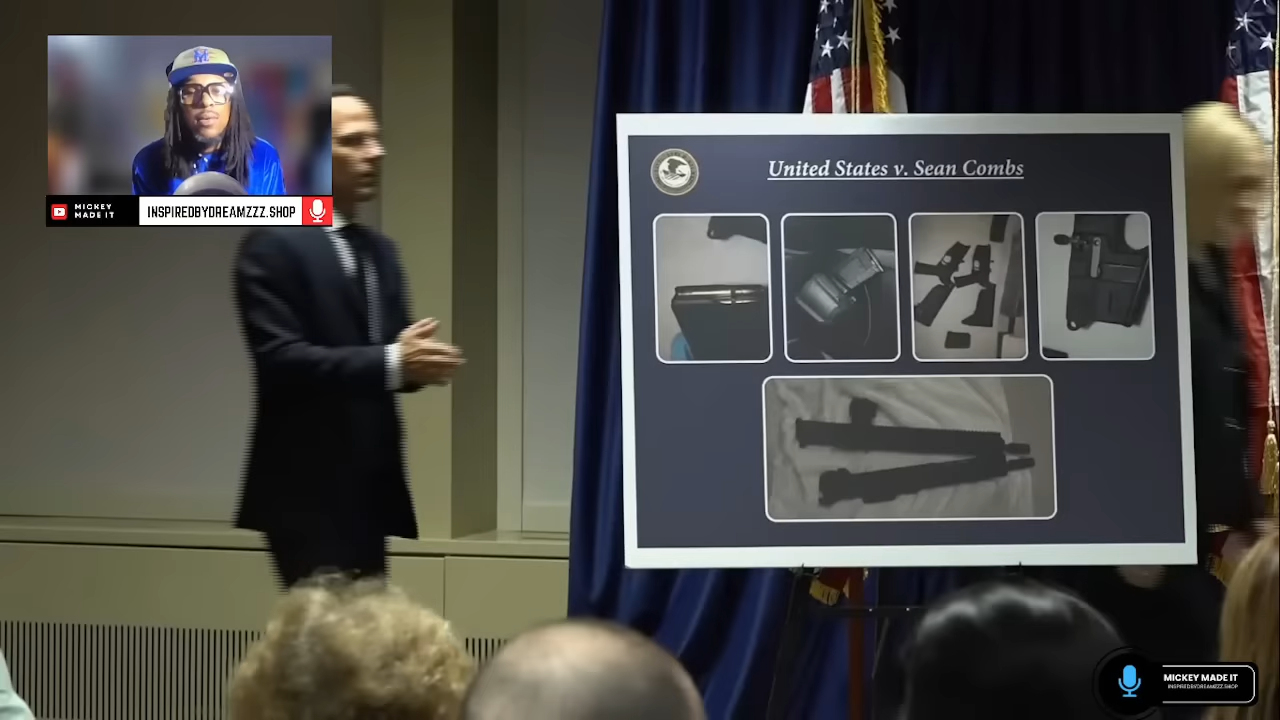 MICKEY
MADE IT
INSPIREDBYDREAMZZZ.SHOP
United States v. Sean Combs
MICKEY MADE IT
INSPIREDBYDREAMZZZ.SHOP